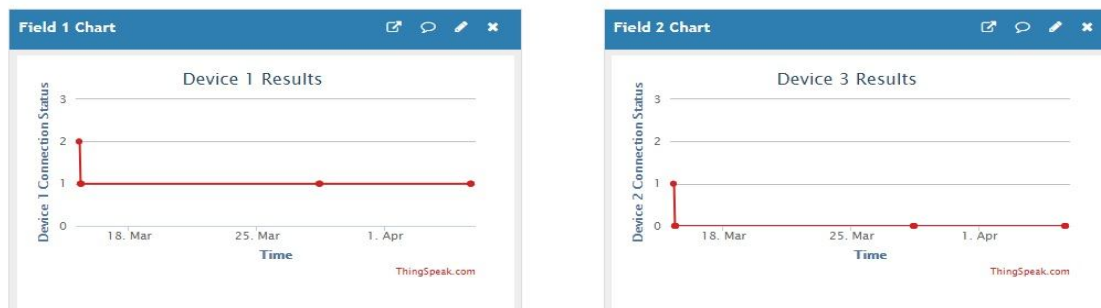 Field 1 Chart
Device 1 Results
Device 1 Connection Status
3
2
1
0
18. Mar
25. Mar
1. Apr
Time
ThingSpeak.com
Field 2 Chart
Device 3 Results
Device 2 Connection Status
3
2
1
0
18. Mar
25. Mar
1. Apr
Time
ThingSpeak.com